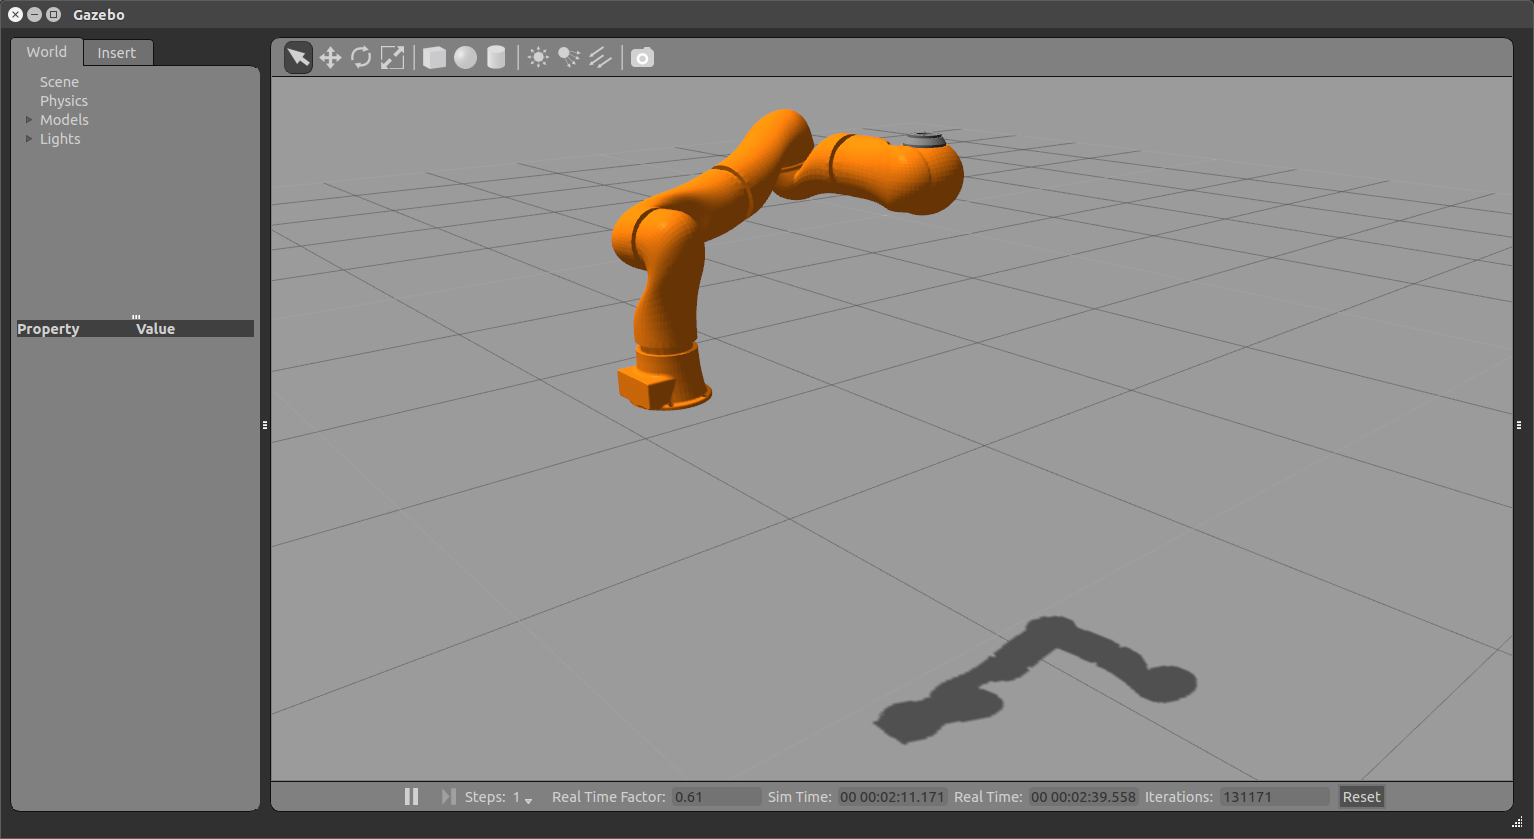 Gazebo
World Insert
Scene
Physics
Models
Lights
Property Value
Steps: 1 Real Time Factor: 0.61 Sim Time: 00 00:02:11.171 Real Time: 00 00:02:39.558 Iterations: 131171 Reset